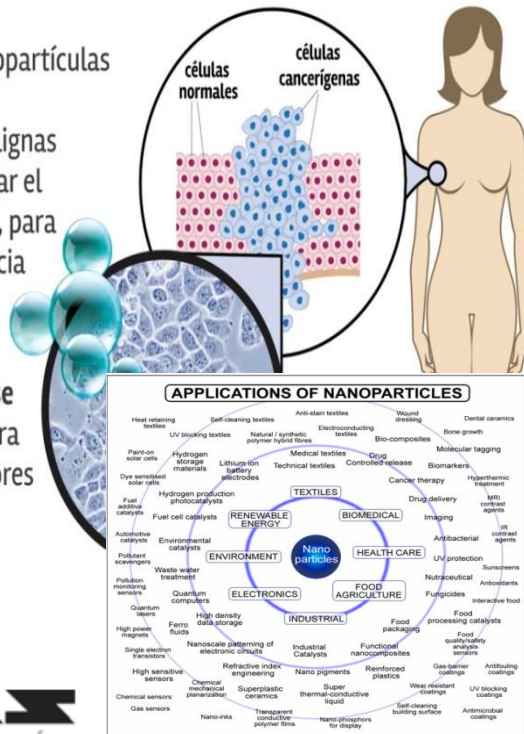 opartículas
lignas
ar el
, para
cia
se
ra
ores
células
normales
células
cancerígenas
APPLICATIONS OF NANOPARTICLES
Heat retaining
textiles
Self-cleaning textiles
Anti-stain textiles
Wound
dressing
Dental ceramics
UV blocking textiles
Natural / synthetic
polymer hybrid fibres
Electroconducting
textiles
Bio-composites
Bone growth
Paint-on
solar cells
Hydrogen
storage
materials
Lithium ion
battery
electrodes
Medical textiles
Technical textiles
Drug
Controlled release
Biomarkers
Molecular tagging
Dye sensitised
solar cells
TEXTILES
Cancer therapy
Hyperthermic
treatment
Hydrogen production
photocatalysts
Drug delivery
MRI
contrast
agents
Fuel
additive
catalysts
Fuel cell catalysts
RENEWABLE
ENERGY
BIOMEDICAL
Imaging
IR
contrast
agents
Automotive
catalysts
Environmental
catalysts
Antibacterial
Pollutant
scavengers
ENVIRONMENT
Nano
particles
HEALTH CARE
UV protection
Sunscreens
Waste water
treatment
Nutraceutical
Antioxidants
Pollution
monitoring
sensors
Quantum
computers
ELECTRONICS
FOOD
AGRICULTURE
Fungicides
Interactive food
Quantum
lasers
High density
data storage
INDUSTRIAL
Food
packaging
Food
processing catalysts
High power
magnets
Ferro
fluids
Food
quality/safety
analysis
sensors
Single electron
transistors
Nanoscale patterning of
electronic circuits
Industrial
Catalysts
Functional
nanocomposites
High sensitive
sensors
Refractive index
engineering
Nano pigments
Reinforced
plastics
Gas-barrier
coatings
Antifouling
coatings
Chemical sensors
Chemical
mechanical
planarization
Superplastic
ceramics
Super
thermal-conductive
liquid
Wear resistant
coatings
UV blocking
coatings
Gas sensors
Nano-inks
Transparent
conductive
polymer films
Nano-phosphors
for display
Self-cleaning
building surface
Antimicrobial
coatings